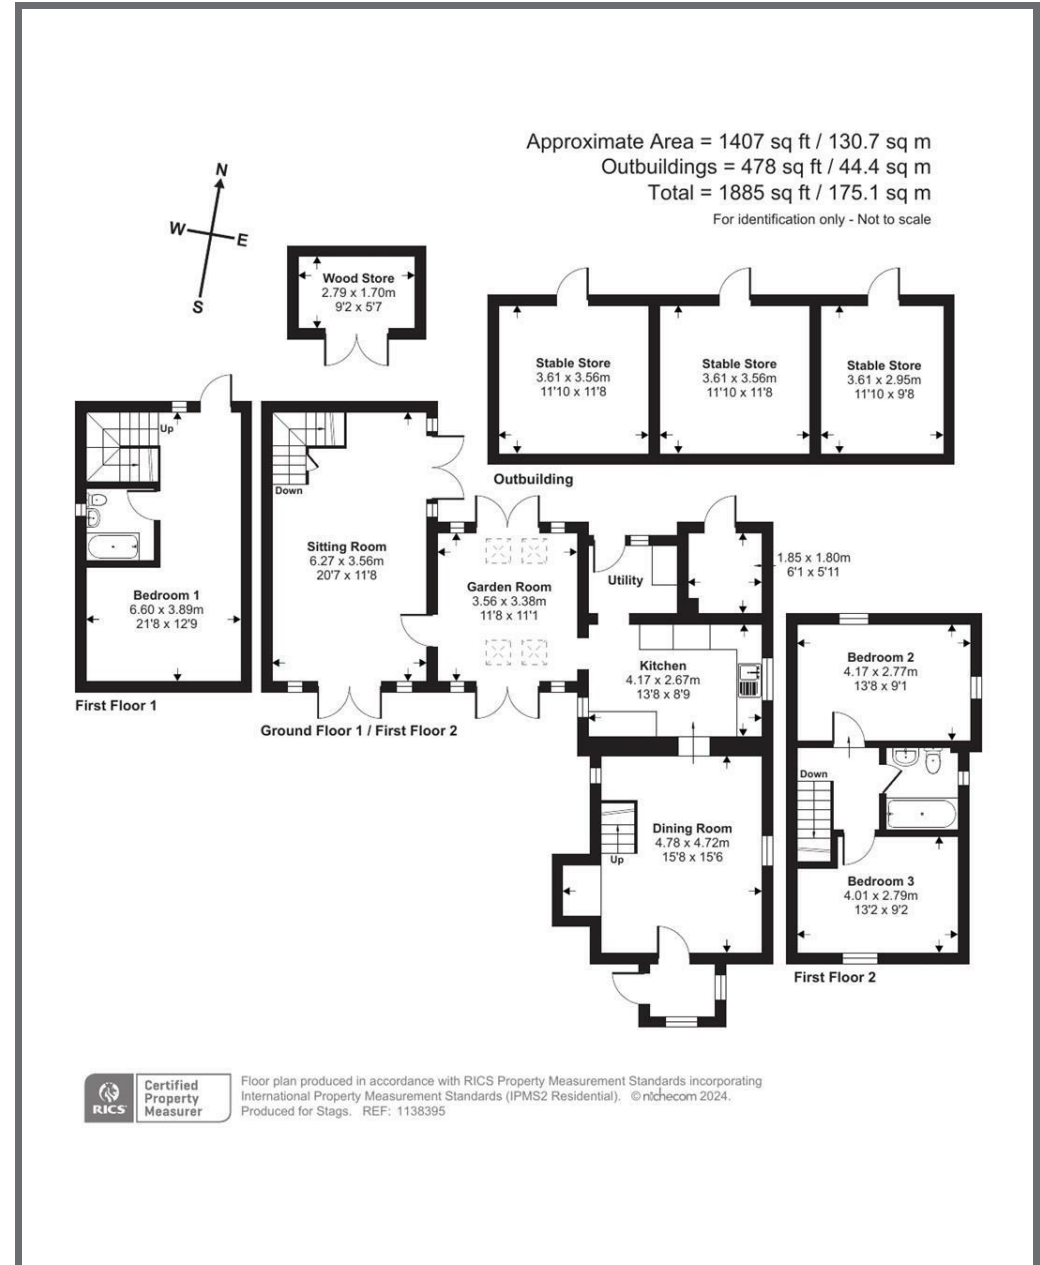 Approximate Area = 1407 sq ft / 130.7 sq m
Outbuildings = 478 sq ft / 44.4 sq m
Total = 1885 sq ft / 175.1 sq m
For identification only - Not to scale
N
W
E
S
Wood Store
2.79 x 1.70m
9'2 x 5'7
Stable Store
3.61 x 3.56m
11'10 x 11'8
Stable Store
3.61 x 3.56m
11'10 x 11'8
Stable Store
3.61 x 2.95m
11'10 x 9'8
Outbuilding
Up
Bedroom 1
6.60 x 3.89m
21'8 x 12'9
First Floor 1
Down
Sitting Room
6.27 x 3.56m
20'7 x 11'8
Garden Room
3.56 x 3.38m
11'8 x 11'1
Ground Floor 1 / First Floor 2
Utility
1.85 x 1.80m
6'1 x 5'11
Kitchen
4.17 x 2.67m
13'8 x 8'9
Dining Room
4.78 x 4.72m
15'8 x 15'6
Up
Bedroom 2
4.17 x 2.77m
13'8 x 9'1
Down
Bedroom 3
4.01 x 2.79m
13'2 x 9'2
First Floor 2
RICS
Certified
Property
Measurer
Floor plan produced in accordance with RICS Property Measurement Standards incorporating
International Property Measurement Standards (IPMS2 Residential). © nichecom 2024.
Produced for Stags. REF: 1138395